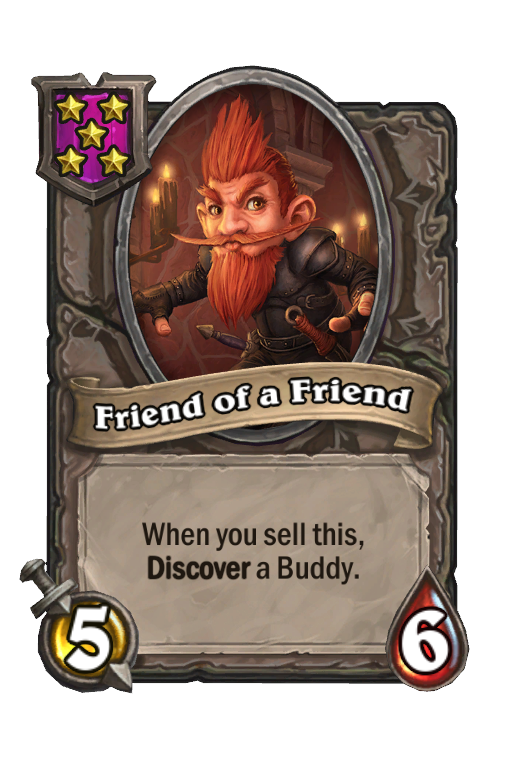 Friend of a Friend
When you sell this,
Discover a Buddy.
5
6